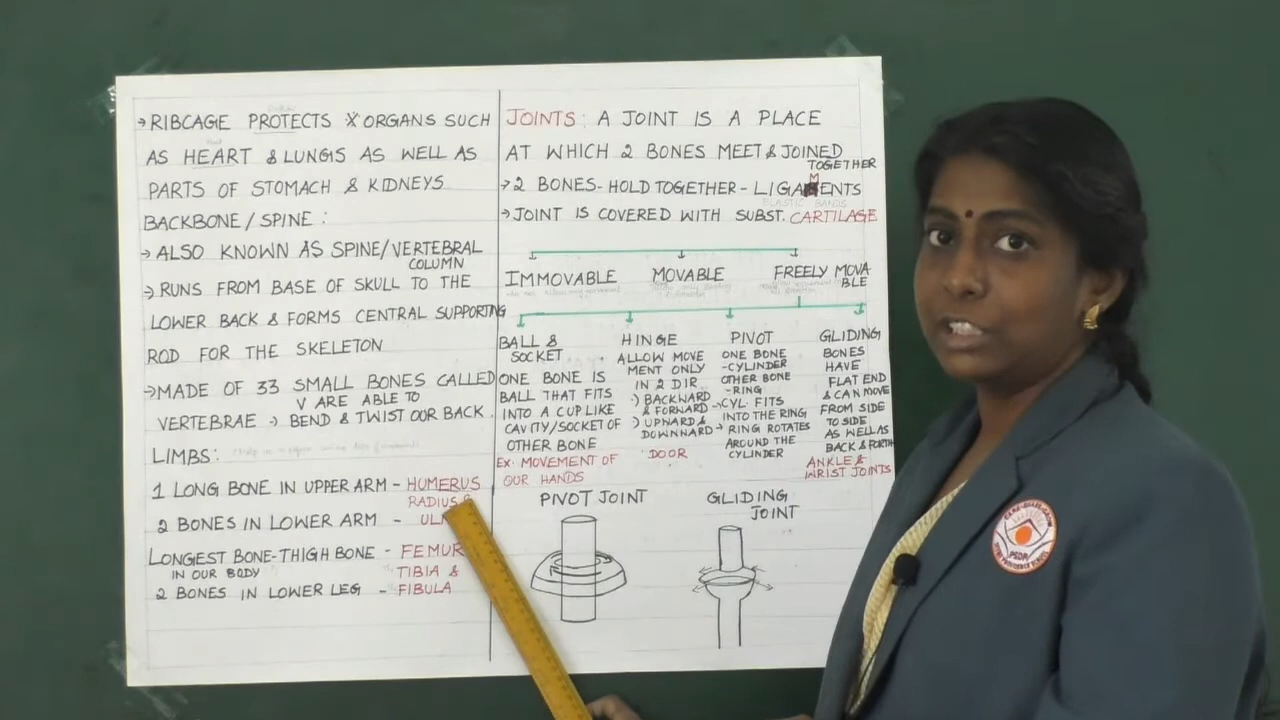 → RIBCAGE PROTECTS ORGANS SUCH
AS HEART & LUNGS AS WELL AS
PARTS OF STOMACH & KIDNEYS
BACKBONE/SPINE:
→ ALSO KNOWN AS SPINE/VERTEBRAL
COLUMN
→ RUNS FROM BASE OF SKULL TO THE
LOWER BACK & FORMS CENTRAL SUPPORTING
ROD FOR THE SKELETON
→ MADE OF 33 SMALL BONES CALLED
V ARE ABLE TO
VERTEBRAE → BEND & TWIST OUR BACK.
LIMBS:
1 LONG BONE IN UPPER ARM - HUMERUS
RADIUS &
2 BONES IN LOWER ARM - UL
LONGEST BONE-THIGH BONE - FEMUR
IN OUR BODY
TIBIA &
2 BONES IN LOWER LEG - FIBULA
JOINTS: A JOINT IS A PLACE
AT WHICH 2 BONES MEET & JOINED
TOGETHER
→ 2 BONES-HOLD TOGETHER - LIGAMENTS
ELASTIC BANDS
→ JOINT IS COVERED WITH SUBST. CARTILAGE
IMMOVABLE MOVABLE FREELY MOVA
BLE
BALL &
SOCKET
ONE BONE IS
BALL THAT FITS
INTO A CUP LIKE
CAVITY/SOCKET OF
OTHER BONE
EX. MOVEMENT OF
OUR HANDS
HINGE
ALLOW MOVE
MENT ONLY
IN 2 DIR.
.) BACKWARD
& FORWARD
.) UPWARD &
DOWNWARD
DOOR
PIVOT
ONE BONE
-CYLINDER
OTHER BONE
-RING
→ CYL. FITS
INTO THE RING
→ RING ROTATES
AROUND THE
CYLINDER
GLIDING
BONES
HAVE
FLAT END
& CAN MOVE
FROM SIDE
TO SIDE
AS WELL AS
BACK & FORTH
ANKLE &
WRIST JOINTS
PIVOT JOINT
GLIDING
JOINT
PSDP